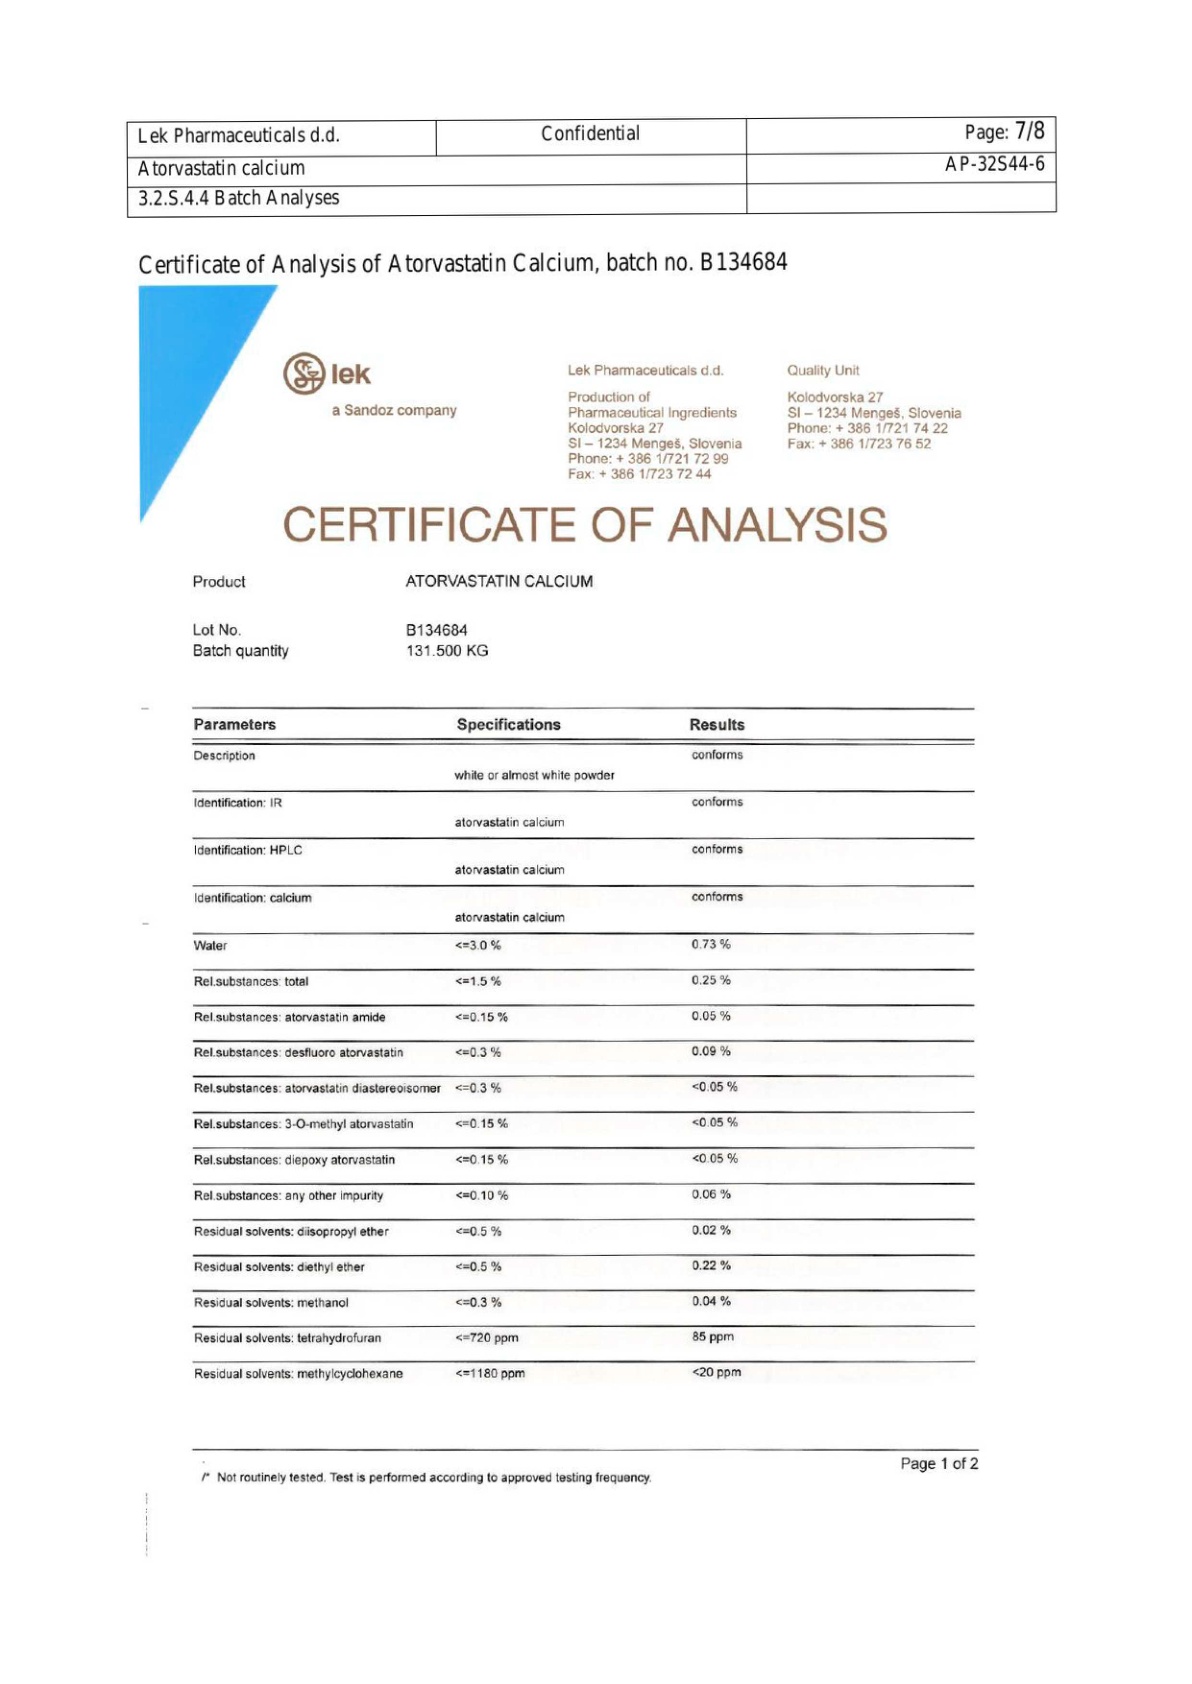 Lek Pharmaceuticals d.d. Confidential Page: 7/8
Atorvastatin calcium AP-32S44-6
3.2.S.4.4 Batch Analyses
Certificate of Analysis of Atorvastatin Calcium, batch no. B134684
lek
a Sandoz company
Lek Pharmaceuticals d.d.
Production of
Pharmaceutical Ingredients
Kolodvorska 27
SI – 1234 Mengeš, Slovenia
Phone: + 386 1/721 72 99
Fax: + 386 1/723 72 44
Quality Unit
Kolodvorska 27
SI – 1234 Mengeš, Slovenia
Phone: + 386 1/721 74 22
Fax: + 386 1/723 76 52
CERTIFICATE OF ANALYSIS
Product ATORVASTATIN CALCIUM
Lot No. B134684
Batch quantity 131.500 KG
Parameters Specifications Results
Description conforms
white or almost white powder
Identification: IR conforms
atorvastatin calcium
Identification: HPLC conforms
atorvastatin calcium
Identification: calcium conforms
atorvastatin calcium
Water <=3.0 % 0.73 %
Rel.substances: total <=1.5 % 0.25 %
Rel.substances: atorvastatin amide <=0.15 % 0.05 %
Rel.substances: desfluoro atorvastatin <=0.3 % 0.09 %
Rel.substances: atorvastatin diastereoisomer <=0.3 % <0.05 %
Rel.substances: 3-O-methyl atorvastatin <=0.15 % <0.05 %
Rel.substances: diepoxy atorvastatin <=0.15 % <0.05 %
Rel.substances: any other impurity <=0.10 % 0.06 %
Residual solvents: diisopropyl ether <=0.5 % 0.02 %
Residual solvents: diethyl ether <=0.5 % 0.22 %
Residual solvents: methanol <=0.3 % 0.04 %
Residual solvents: tetrahydrofuran <=720 ppm 85 ppm
Residual solvents: methylcyclohexane <=1180 ppm <20 ppm
Page 1 of 2
/* Not routinely tested. Test is performed according to approved testing frequency.